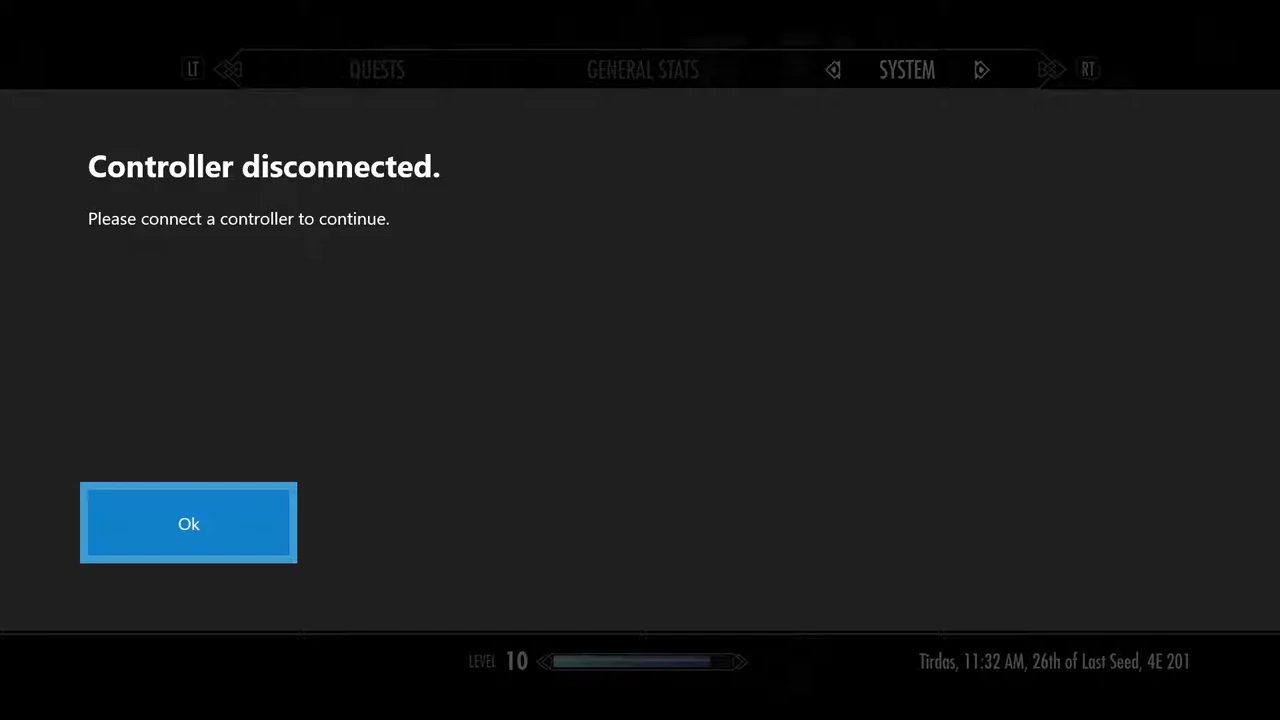 LT QUESTS GENERAL STATS SYSTEM RT
Controller disconnected.
Please connect a controller to continue.
Ok
LEVEL 10 Tirdas, 11:32 AM, 26th of Last Seed, 4E 201